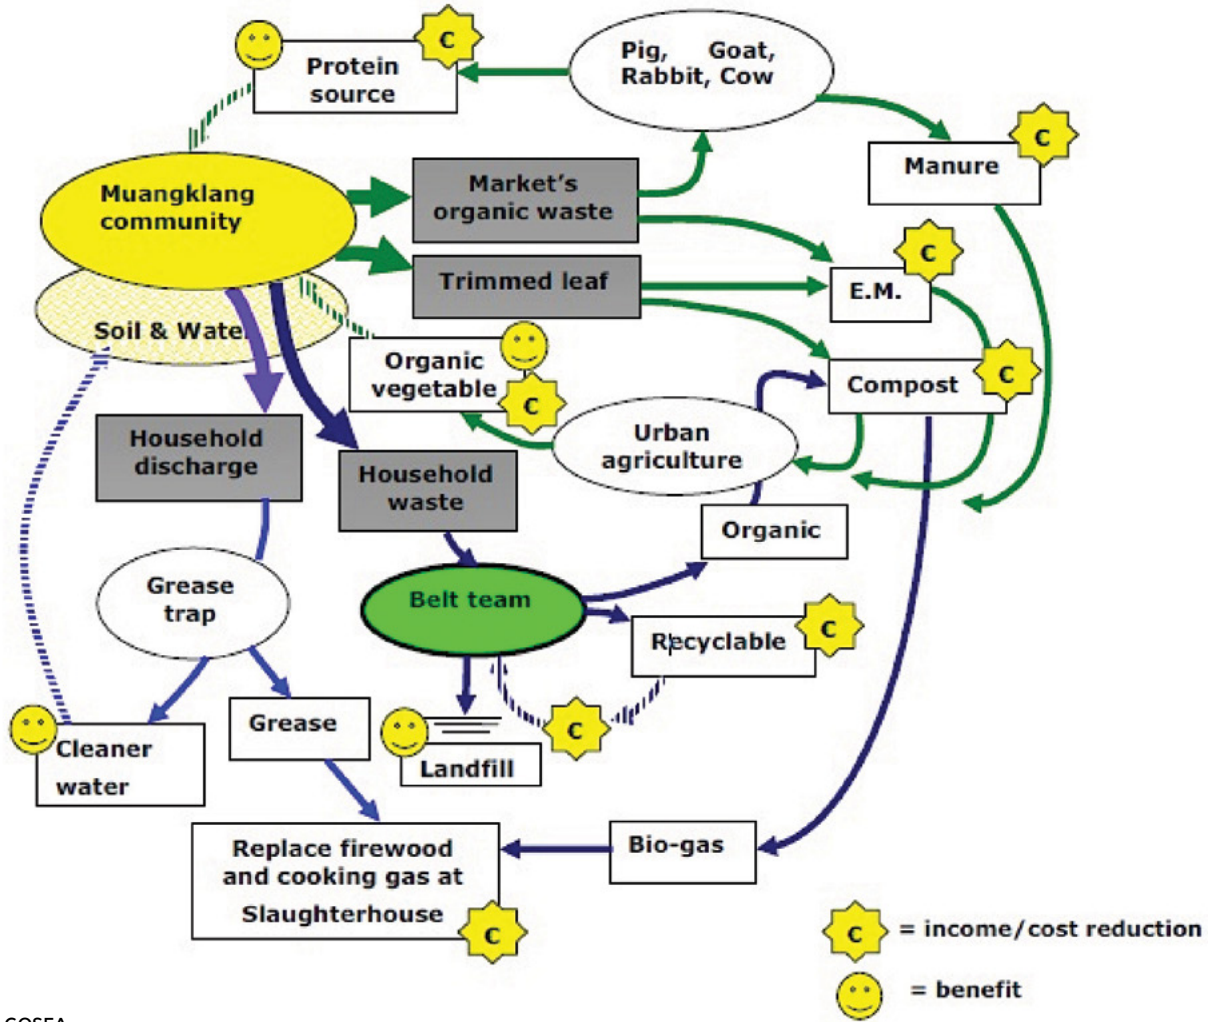 Pig, Goat,
Rabbit, Cow
Protein
source
C
C
Manure
Muangklang
community
Market's
organic waste
C
E.M.
Trimmed leaf
Soil & Water
Organic
vegetable
C
C
Compost
Urban
agriculture
Household
discharge
Household
waste
Organic
Grease
trap
Belt team
Recyclable
C
C
Grease
Cleaner
water
Landfill
Replace firewood
and cooking gas at
Slaughterhouse
C
Bio-gas
C = income/cost reduction
= benefit